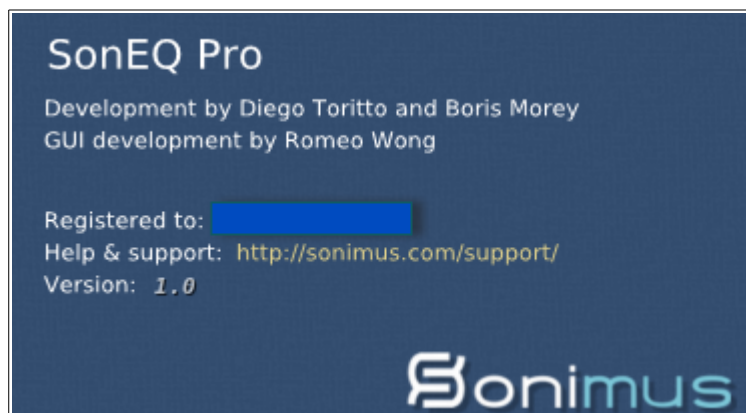 SonEQ Pro
Development by Diego Toritto and Boris Morey
GUI development by Romeo Wong
Registered to:
Help & support: http://sonimus.com/support/
Version: 1.0
Sonimus